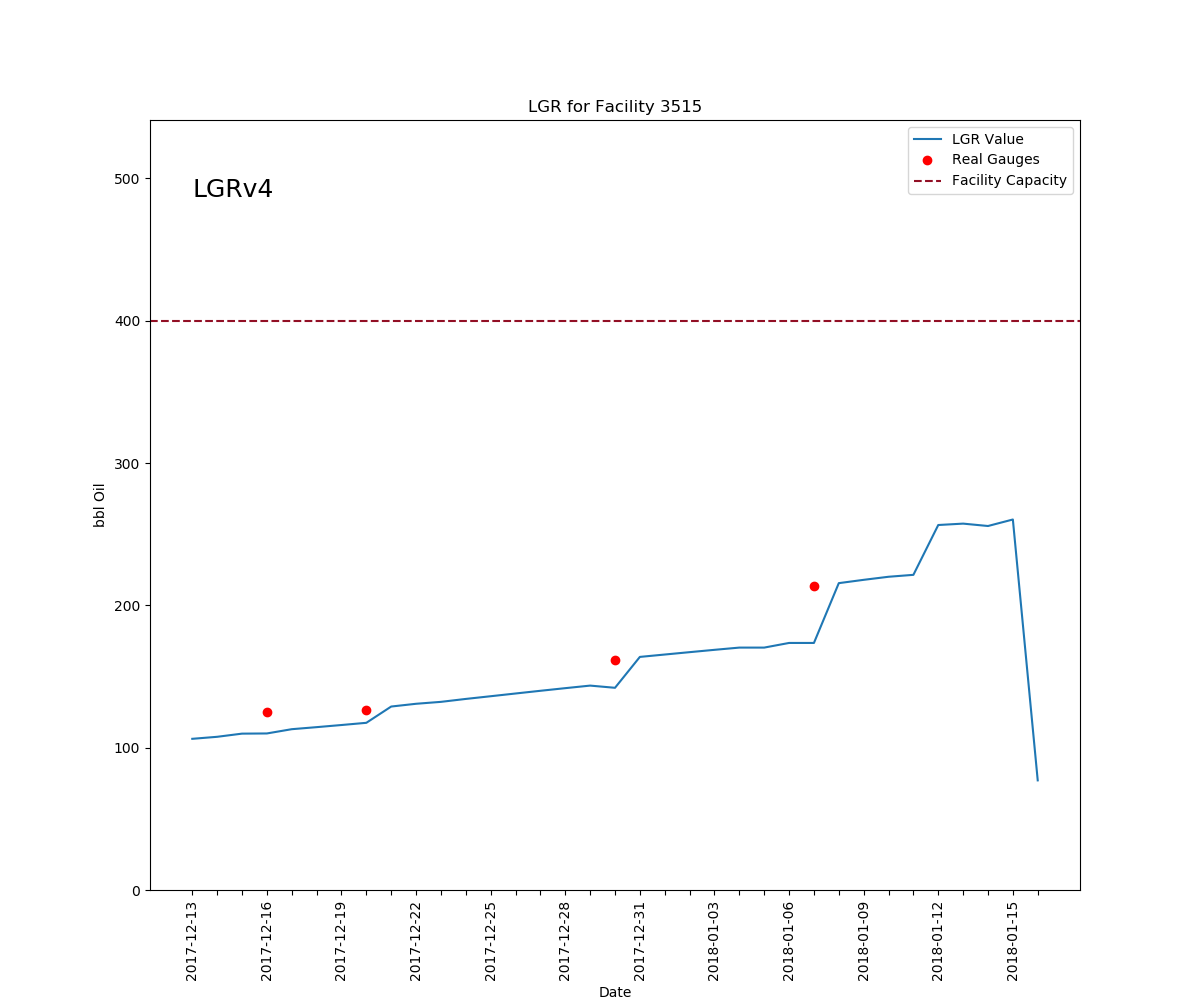 LGR for Facility 3515
LGRv4
LGR Value
Real Gauges
Facility Capacity
500
400
300
200
100
0
bbl Oil
2017-12-13
2017-12-16
2017-12-19
2017-12-22
2017-12-25
2017-12-28
2017-12-31
2018-01-03
2018-01-06
2018-01-09
2018-01-12
2018-01-15
Date